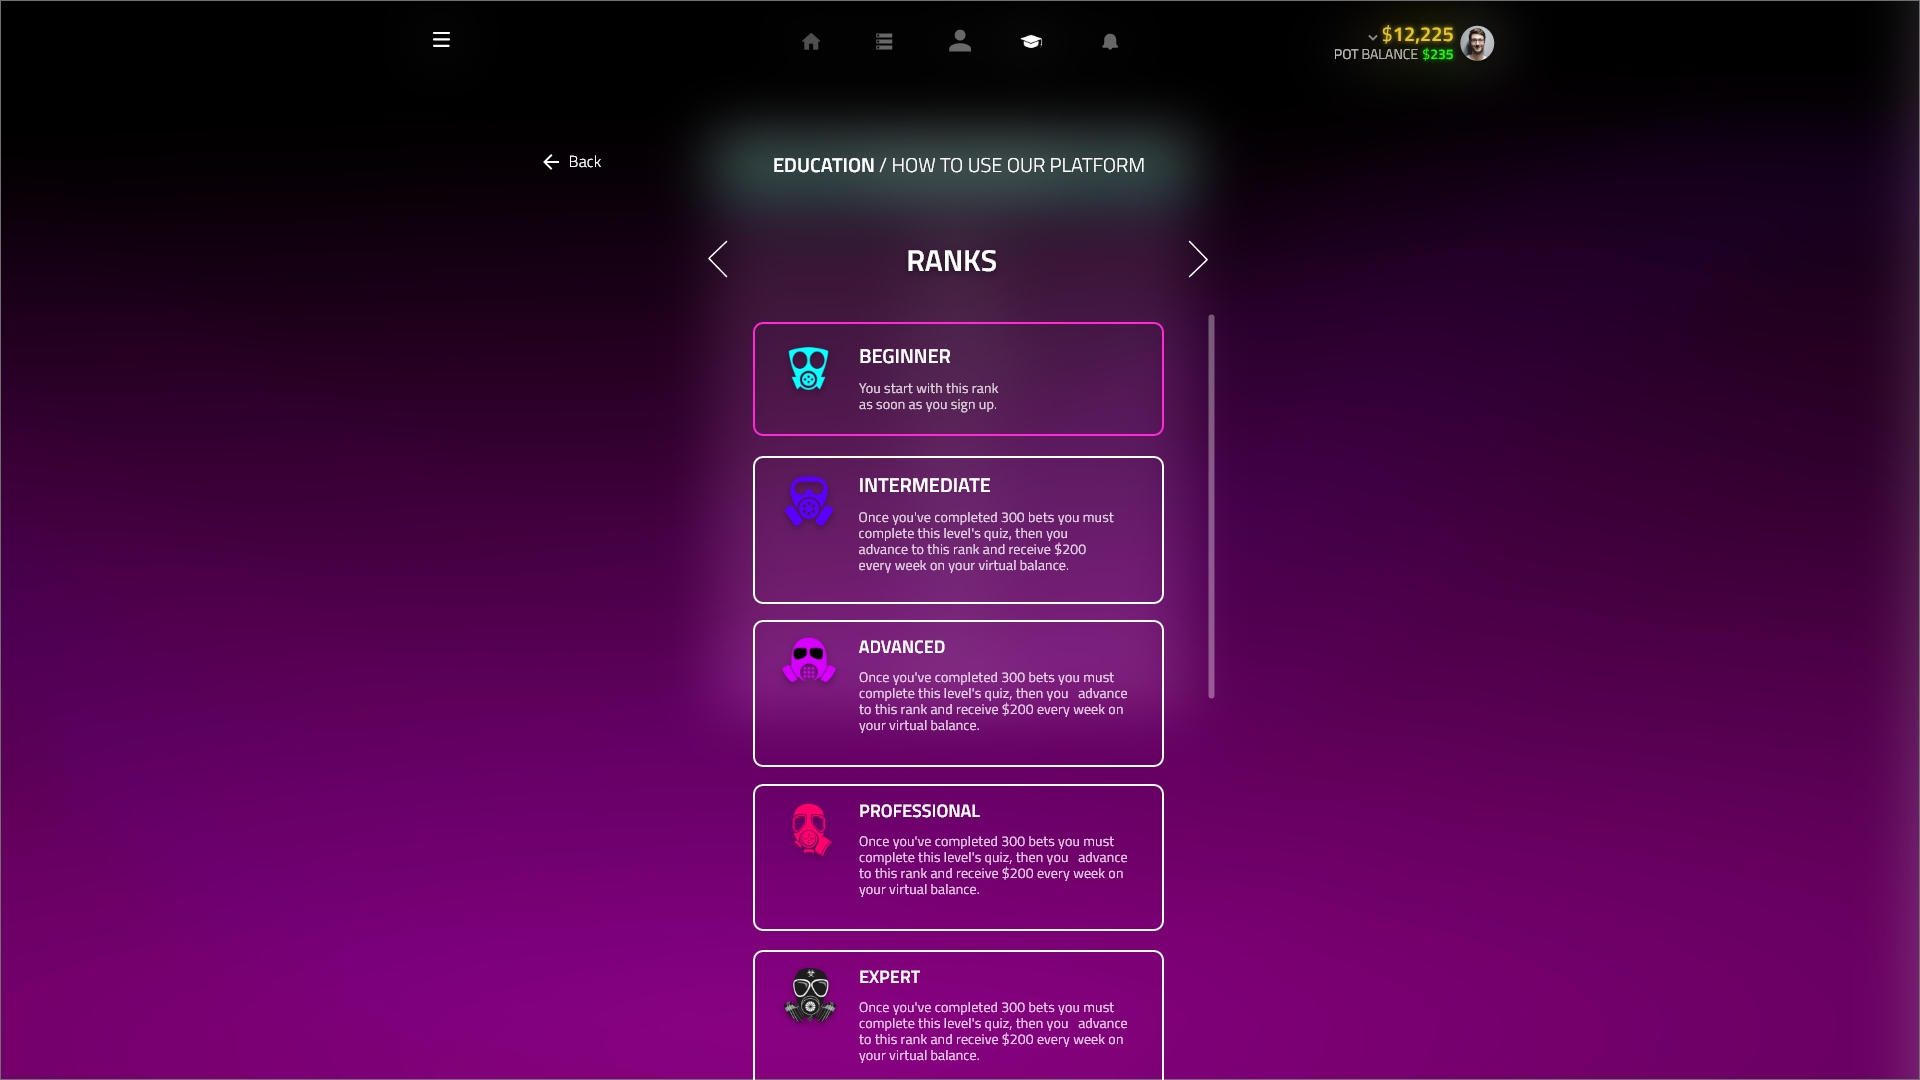 $12,225
POT BALANCE $235
Back
EDUCATION / HOW TO USE OUR PLATFORM
RANKS
BEGINNER
You start with this rank
as soon as you sign up.
INTERMEDIATE
Once you've completed 300 bets you must
complete this level's quiz, then you
advance to this rank and receive $200
every week on your virtual balance.
ADVANCED
Once you've completed 300 bets you must
complete this level's quiz, then you advance
to this rank and receive $200 every week on
your virtual balance.
PROFESSIONAL
Once you've completed 300 bets you must
complete this level's quiz, then you advance
to this rank and receive $200 every week on
your virtual balance.
EXPERT
Once you've completed 300 bets you must
complete this level's quiz, then you advance
to this rank and receive $200 every week on
your virtual balance.